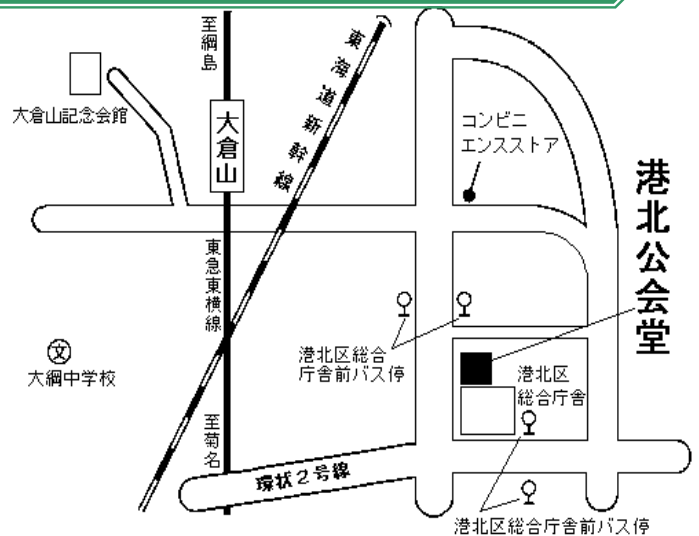 至綱島
大倉山
東海道新幹線
大倉山記念会館
コンビニ
エンスストア
港北公会堂
東急東横線
港北区総合
庁舎前バス停
文
大綱中学校
港北区
総合庁舎
至菊名
環状2号線
港北区総合庁舎前バス停